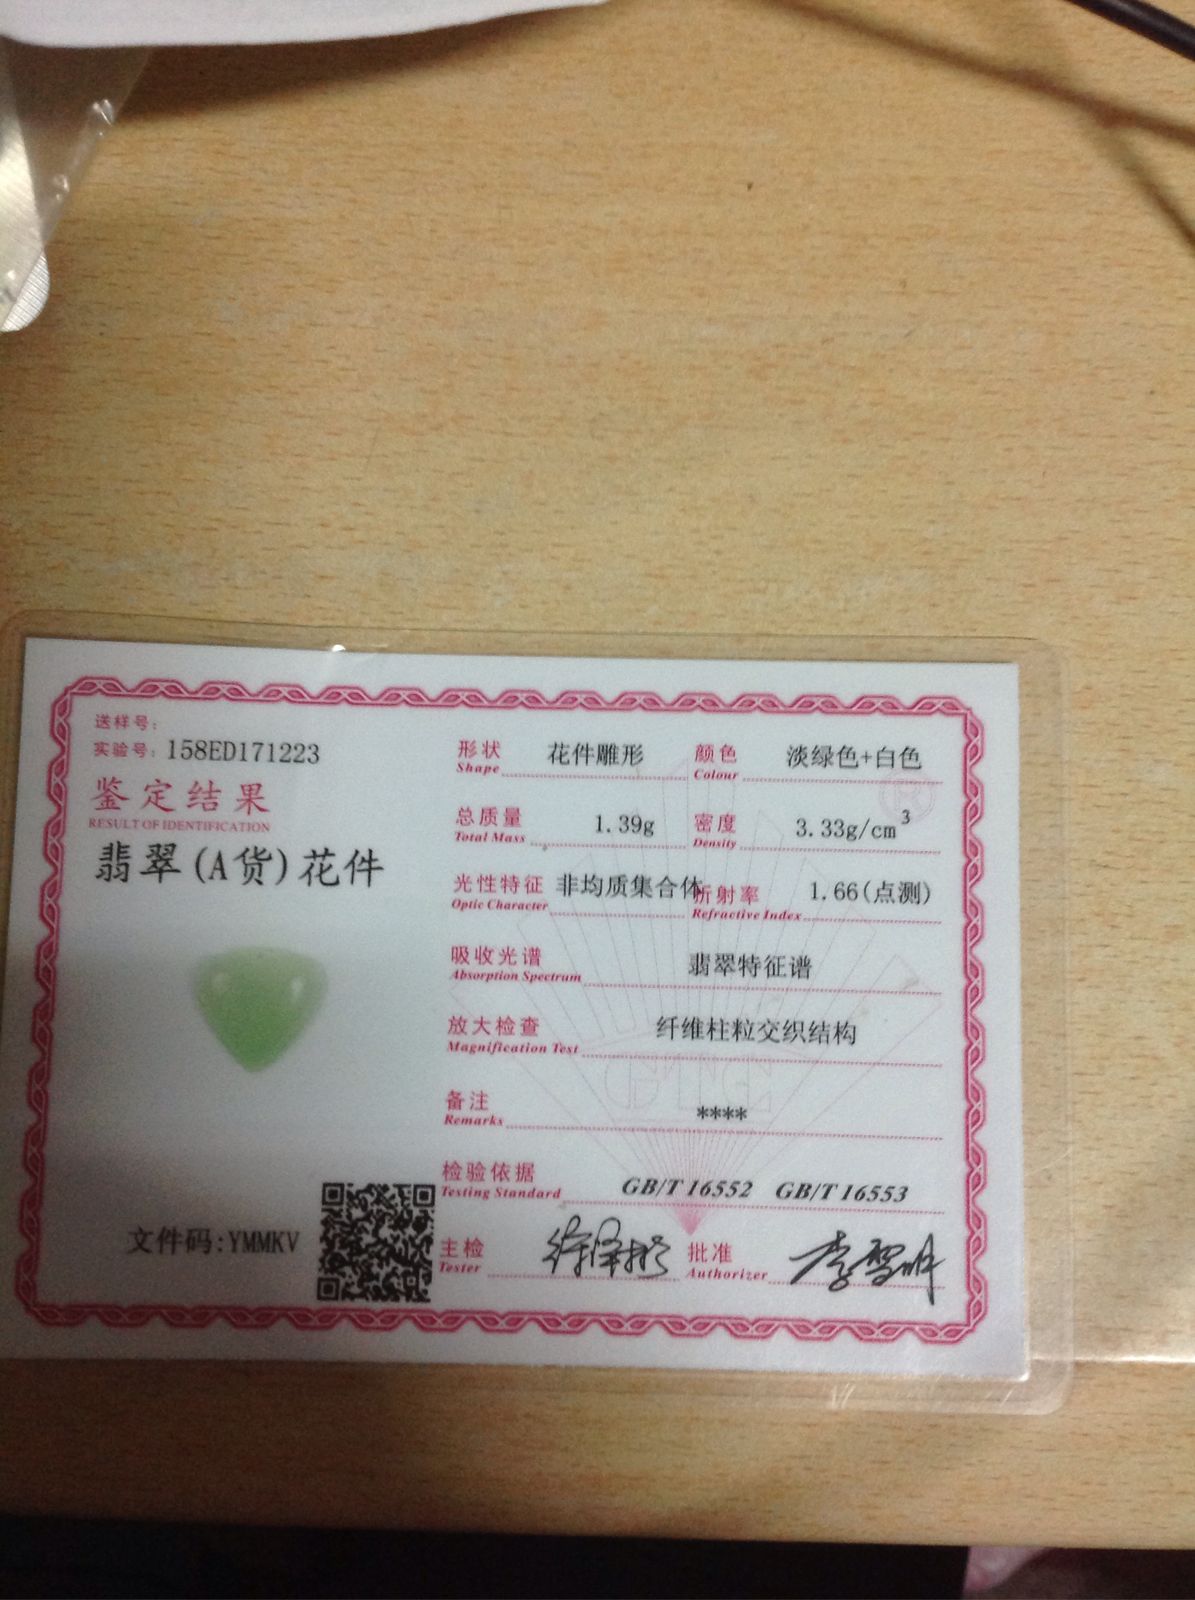 送样号:
实验号: 158ED171223
鉴定结果
RESULT OF IDENTIFICATION
翡翠(A货)花件
文件码:YMMKV
形状 花件雕形 颜色 淡绿色+白色
Shape Colour
总质量 1.39g 密度 3.33g/cm³
Total Mass Density
光性特征 非均质集合体 折射率 1.66(点测)
Optic Character Refractive Index
吸收光谱 翡翠特征谱
Absorption Spectrum
放大检查 纤维柱粒交织结构
Magnification Test
备注 ****
Remarks
GTC
检验依据 GB/T 16552 GB/T 16553
Testing Standard
主检 批准 李雪明
Tester Authorizer